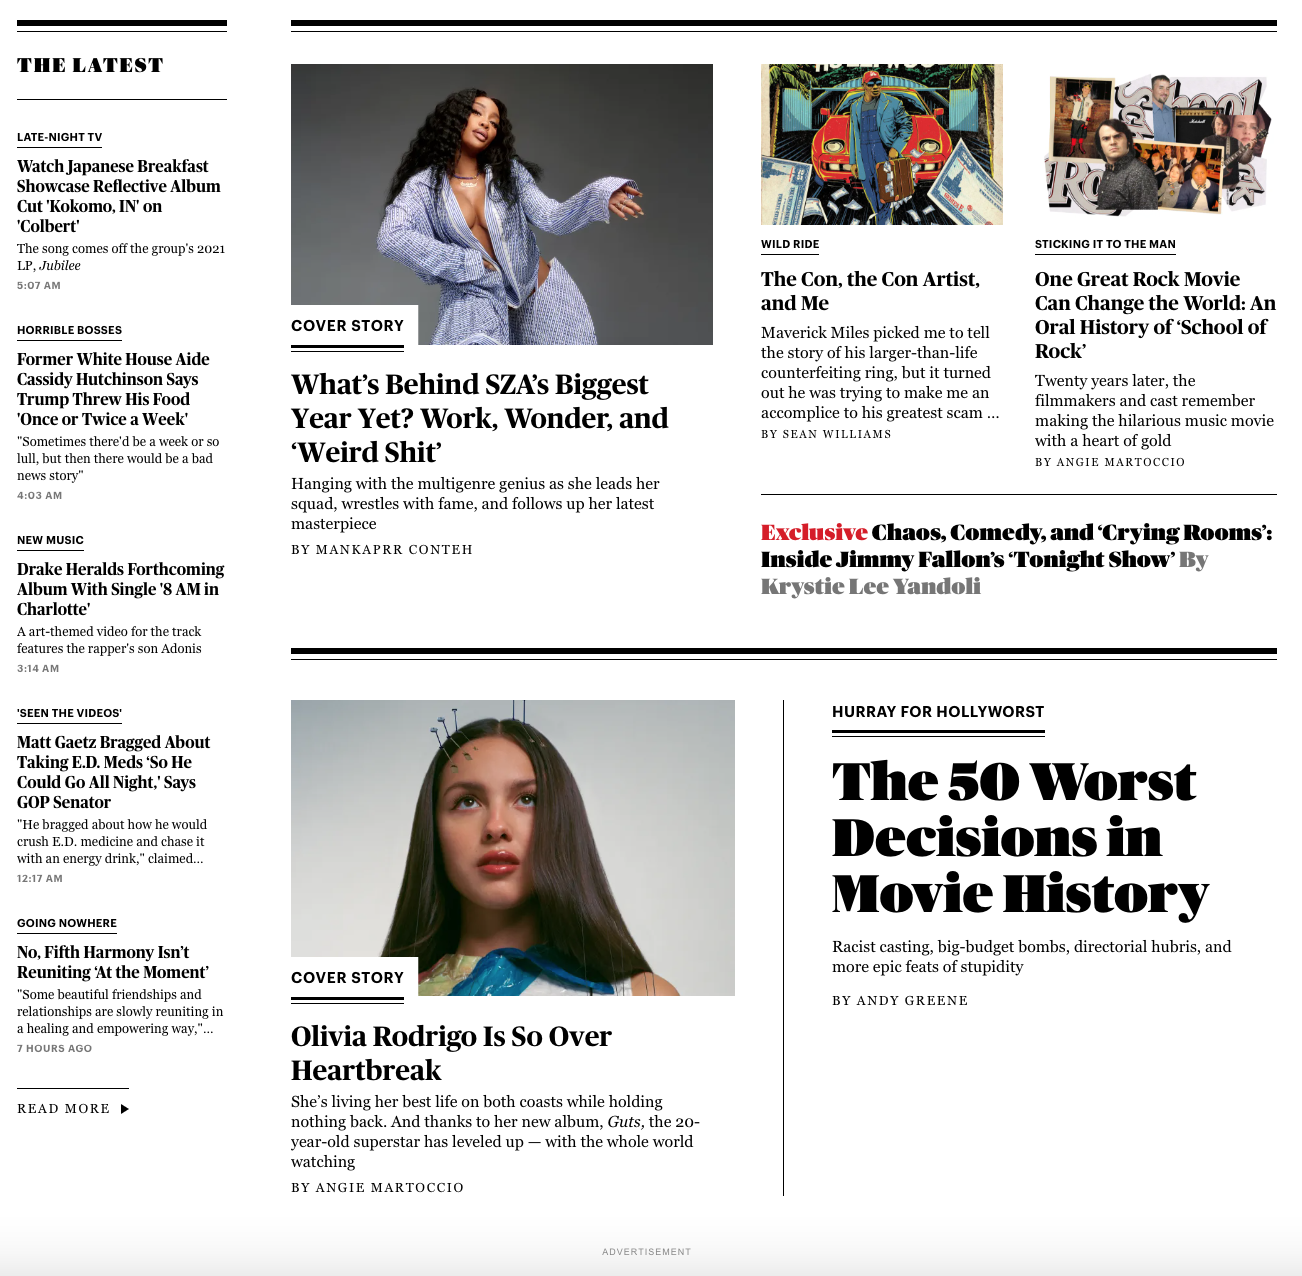 THE LATEST
LATE-NIGHT TV
Watch Japanese Breakfast
Showcase Reflective Album
Cut 'Kokomo, IN' on
'Colbert'
The song comes off the group's 2021
LP, Jubilee
5:07 AM
HORRIBLE BOSSES
Former White House Aide
Cassidy Hutchinson Says
Trump Threw His Food
'Once or Twice a Week'
"Sometimes there'd be a week or so
lull, but then there would be a bad
news story"
4:03 AM
NEW MUSIC
Drake Heralds Forthcoming
Album With Single '8 AM in
Charlotte'
A art-themed video for the track
features the rapper's son Adonis
3:14 AM
'SEEN THE VIDEOS'
Matt Gaetz Bragged About
Taking E.D. Meds ‘So He
Could Go All Night,' Says
GOP Senator
"He bragged about how he would
crush E.D. medicine and chase it
with an energy drink," claimed...
12:17 AM
GOING NOWHERE
No, Fifth Harmony Isn’t
Reuniting ‘At the Moment’
"Some beautiful friendships and
relationships are slowly reuniting in
a healing and empowering way,"...
7 HOURS AGO
READ MORE
COVER STORY
What’s Behind SZA’s Biggest
Year Yet? Work, Wonder, and
‘Weird Shit’
Hanging with the multigenre genius as she leads her
squad, wrestles with fame, and follows up her latest
masterpiece
BY MANKAPRR CONTEH
WILD RIDE
The Con, the Con Artist,
and Me
Maverick Miles picked me to tell
the story of his larger-than-life
counterfeiting ring, but it turned
out he was trying to make me an
accomplice to his greatest scam ...
BY SEAN WILLIAMS
School
Marshall
Ro
STICKING IT TO THE MAN
One Great Rock Movie
Can Change the World: An
Oral History of ‘School of
Rock’
Twenty years later, the
filmmakers and cast remember
making the hilarious music movie
with a heart of gold
BY ANGIE MARTOCCIO
Exclusive Chaos, Comedy, and ‘Crying Rooms’:
Inside Jimmy Fallon’s ‘Tonight Show’ By
Krystie Lee Yandoli
COVER STORY
Olivia Rodrigo Is So Over
Heartbreak
She’s living her best life on both coasts while holding
nothing back. And thanks to her new album, Guts, the 20-
year-old superstar has leveled up — with the whole world
watching
BY ANGIE MARTOCCIO
HURRAY FOR HOLLYWORST
The 50 Worst
Decisions in
Movie History
Racist casting, big-budget bombs, directorial hubris, and
more epic feats of stupidity
BY ANDY GREENE
ADVERTISEMENT